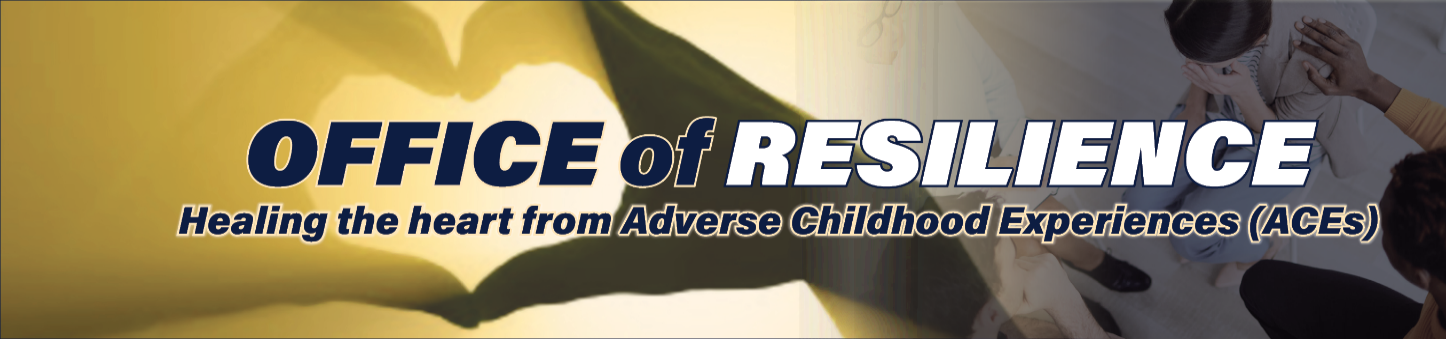 OFFICE of RESILIENCE
Healing the heart from Adverse Childhood Experiences (ACEs)